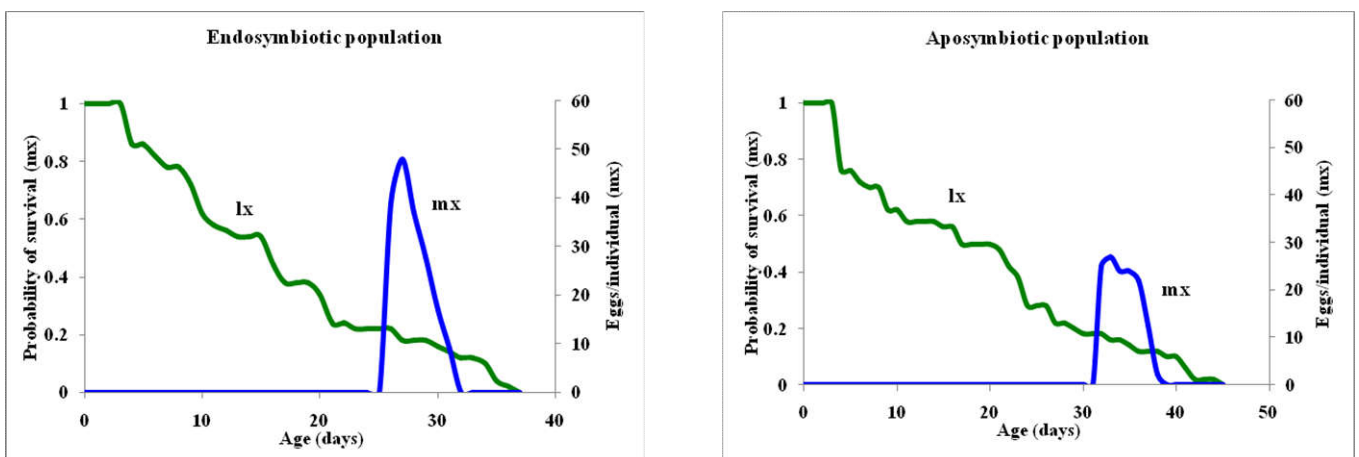 Endosymbiotic population
Probability of survival (mx)
1
0.8
0.6
0.4
0.2
0
lx
mx
60
50
40
30
20
10
0
Eggs/individual (mx)
0 10 20 30 40
Age (days)
Aposymbiotic population
Probability of survival (mx)
1
0.8
0.6
0.4
0.2
0
lx
mx
60
50
40
30
20
10
0
Eggs/individual (mx)
0 10 20 30 40 50
Age (days)